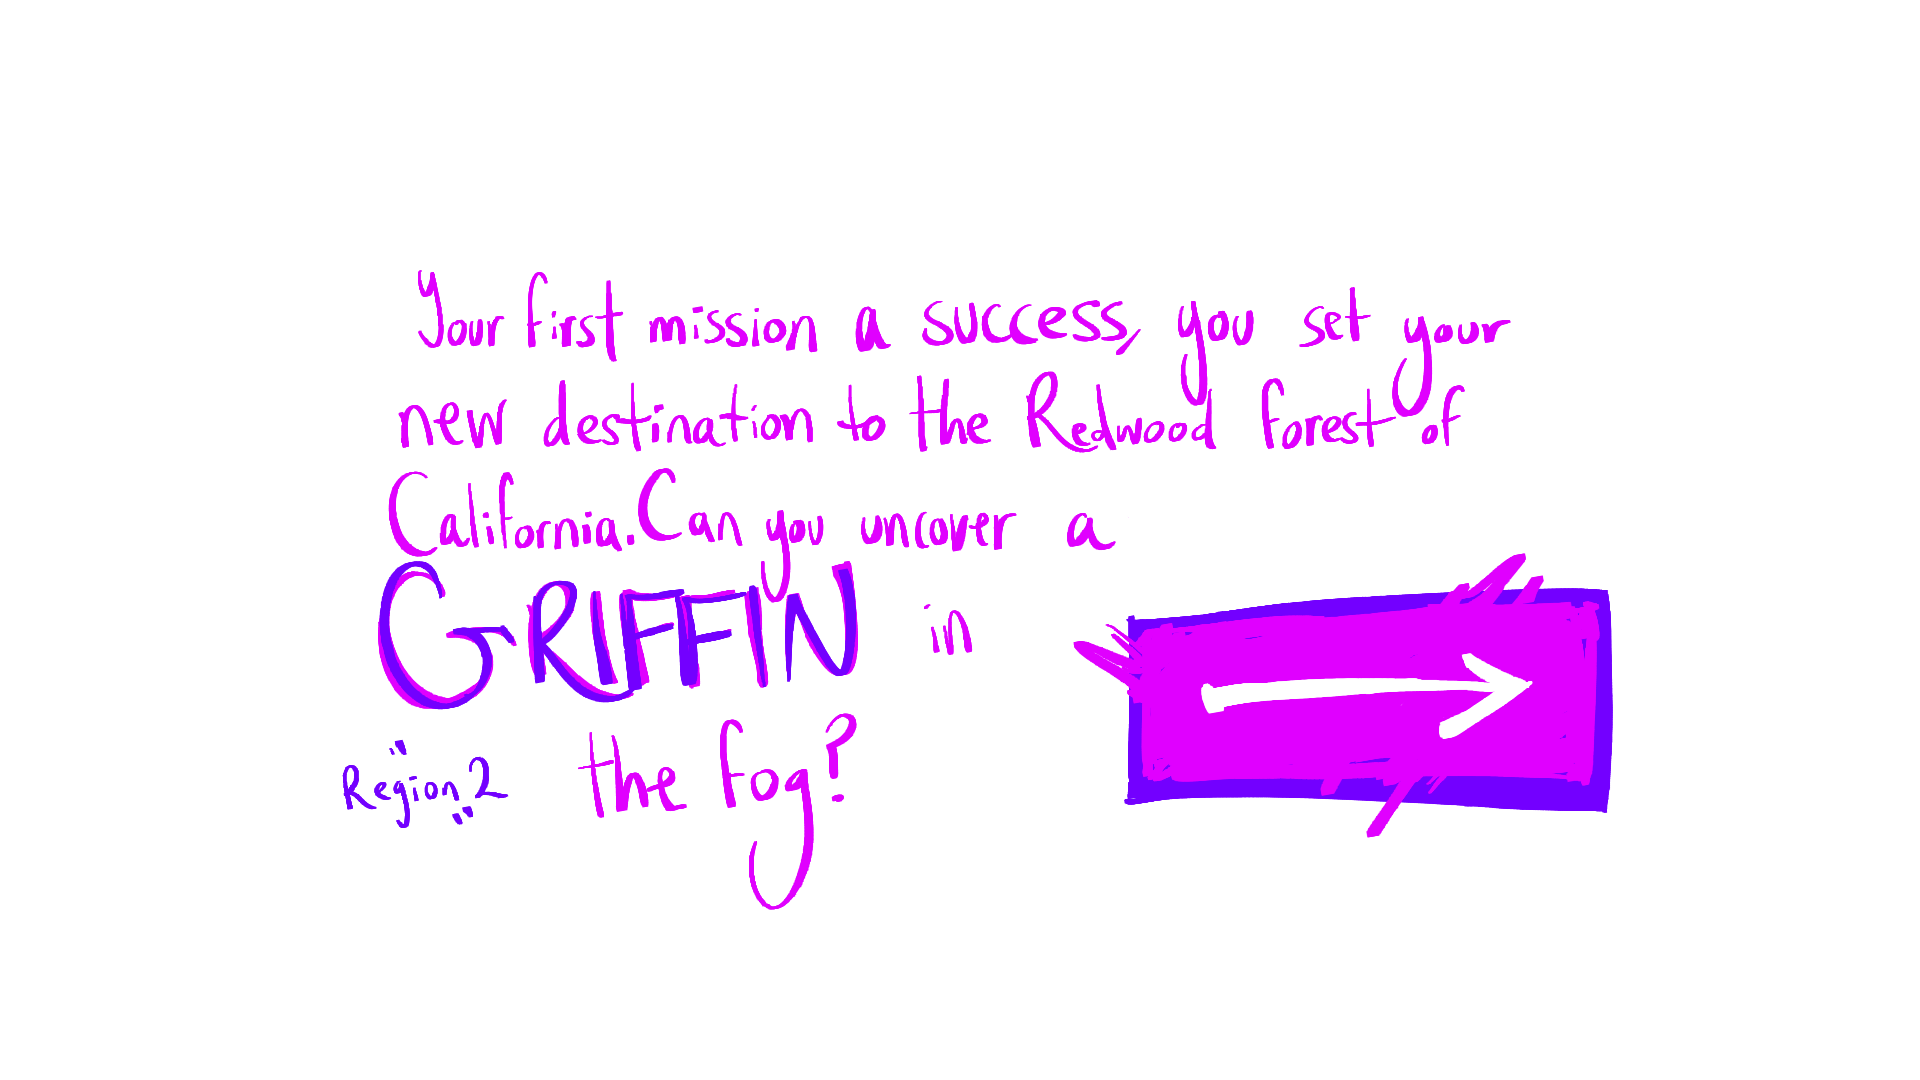 Your first mission a success, you set your
new destination to the Redwood forest of
California. Can you uncover a
GRIFFIN in
the fog?
"Region 2"